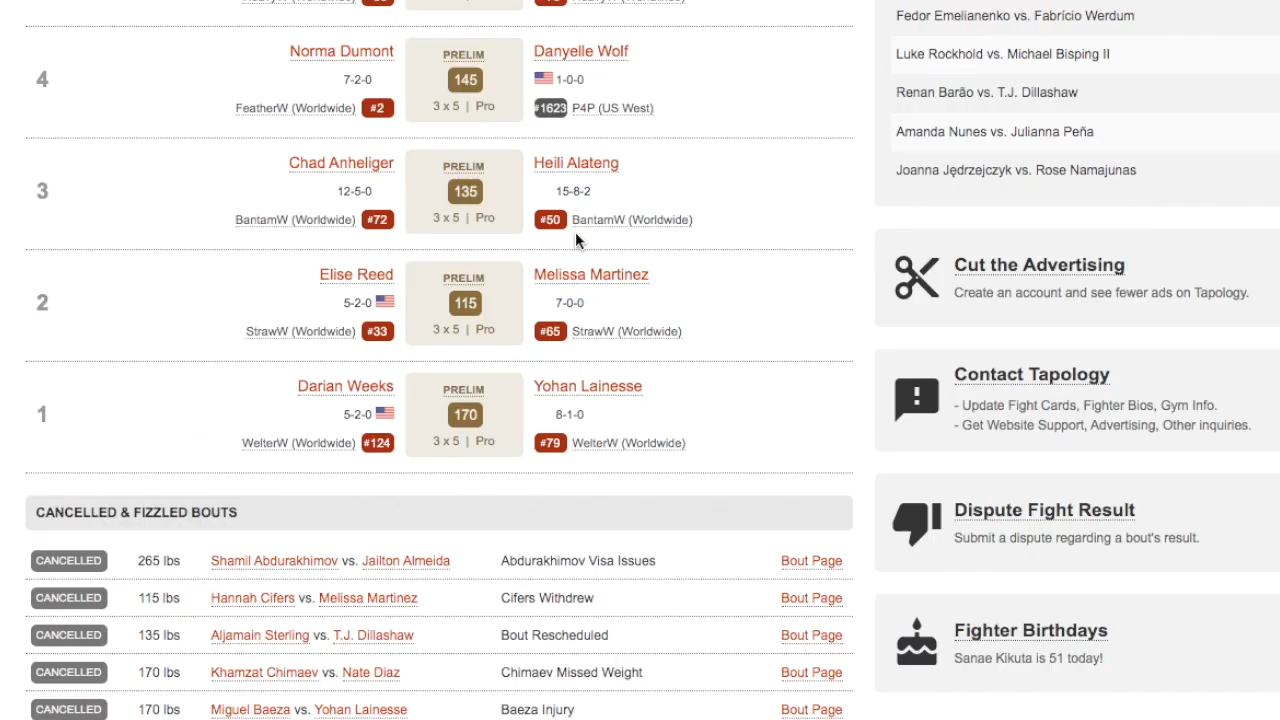 Norma Dumont
PRELIM
Danyelle Wolf
4
7-2-0
145
1-0-0
FeatherW (Worldwide) #2
3 x 5 | Pro
#1623 P4P (US West)
Chad Anheliger
PRELIM
Heili Alateng
3
12-5-0
135
15-8-2
BantamW (Worldwide) #72
3 x 5 | Pro
#50 BantamW (Worldwide)
Elise Reed
PRELIM
Melissa Martinez
2
5-2-0
115
7-0-0
StrawW (Worldwide) #33
3 x 5 | Pro
#65 StrawW (Worldwide)
Darian Weeks
PRELIM
Yohan Lainesse
1
5-2-0
170
8-1-0
WelterW (Worldwide) #124
3 x 5 | Pro
#79 WelterW (Worldwide)
CANCELLED & FIZZLED BOUTS
CANCELLED 265 lbs Shamil Abdurakhimov vs. Jailton Almeida Abdurakhimov Visa Issues Bout Page
CANCELLED 115 lbs Hannah Cifers vs. Melissa Martinez Cifers Withdrew Bout Page
CANCELLED 135 lbs Aljamain Sterling vs. T.J. Dillashaw Bout Rescheduled Bout Page
CANCELLED 170 lbs Khamzat Chimaev vs. Nate Diaz Chimaev Missed Weight Bout Page
CANCELLED 170 lbs Miguel Baeza vs. Yohan Lainesse Baeza Injury Bout Page
Fedor Emelianenko vs. Fabrício Werdum
Luke Rockhold vs. Michael Bisping II
Renan Barão vs. T.J. Dillashaw
Amanda Nunes vs. Julianna Peña
Joanna Jędrzejczyk vs. Rose Namajunas
Cut the Advertising
Create an account and see fewer ads on Tapology.
Contact Tapology
- Update Fight Cards, Fighter Bios, Gym Info.
- Get Website Support, Advertising, Other inquiries.
Dispute Fight Result
Submit a dispute regarding a bout's result.
Fighter Birthdays
Sanae Kikuta is 51 today!